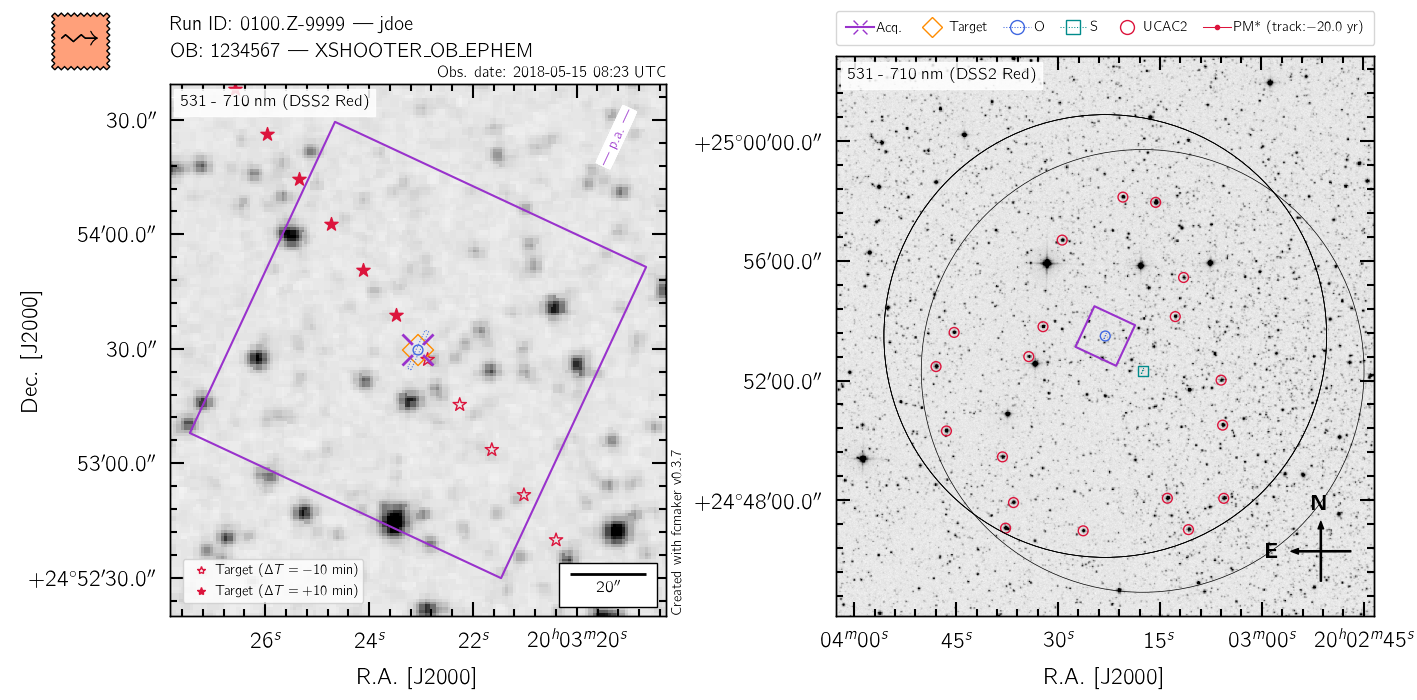 Run ID: 0100.Z-9999 — jdoe
OB: 1234567 — XSHOOTER_OB_EPHEM
Obs. date: 2018-05-15 08:23 UTC
531 - 710 nm (DSS2 Red)
— p.a. —
30.0″
54′00.0″
30.0″
53′00.0″
+24°52′30.0″
Dec. [J2000]
Target (ΔT = −10 min)
Target (ΔT = +10 min)
20″
Created with fcmaker v0.3.7
26ˢ 24ˢ 22ˢ 20ʰ03ᵐ20ˢ
R.A. [J2000]
Acq. Target O S UCAC2 PM* (track:−20.0 yr)
531 - 710 nm (DSS2 Red)
+25°00′00.0″
56′00.0″
52′00.0″
+24°48′00.0″
N
E
04ᵐ00ˢ 45ˢ 30ˢ 15ˢ 03ᵐ00ˢ 20ʰ02ᵐ45ˢ
R.A. [J2000]